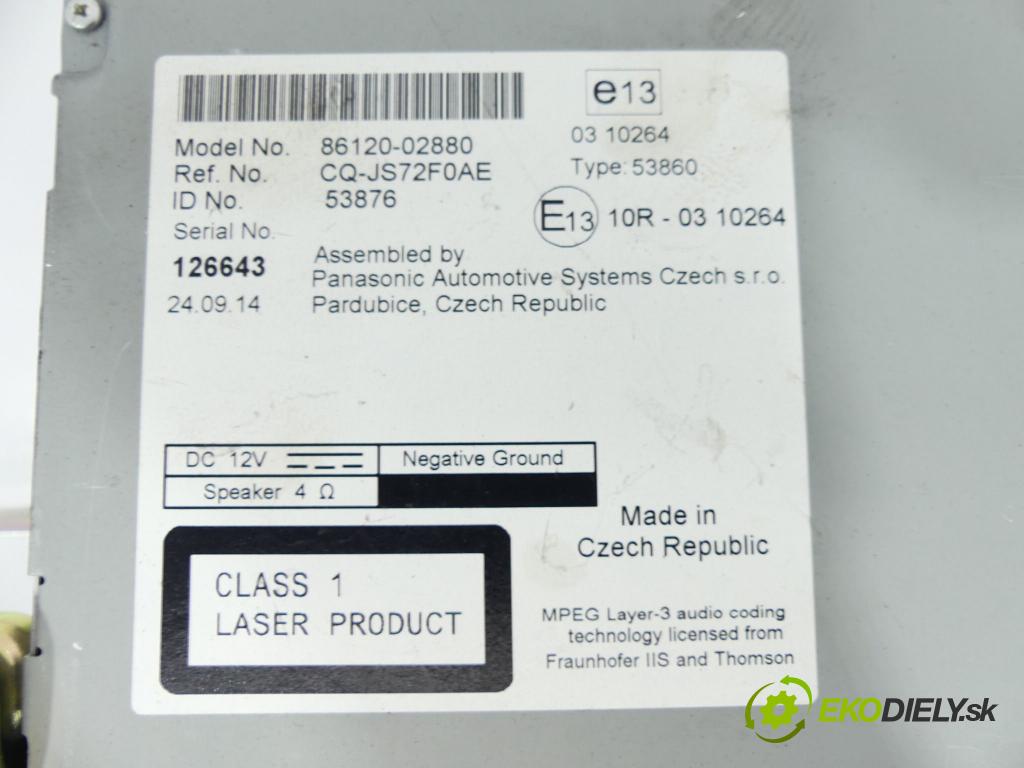 e13
Model No. 86120-02880
03 10264
Ref. No. CQ-JS72F0AE
Type: 53860
ID No. 53876
E13 10R - 03 10264
Serial No.
126643
Assembled by
Panasonic Automotive Systems Czech s.r.o.
24.09.14 Pardubice, Czech Republic
DC 12V Negative Ground
Speaker 4 Ω
Made in
Czech Republic
CLASS 1
LASER PRODUCT
MPEG Layer-3 audio coding
technology licensed from
Fraunhofer IIS and Thomson
EKODIELY.sk